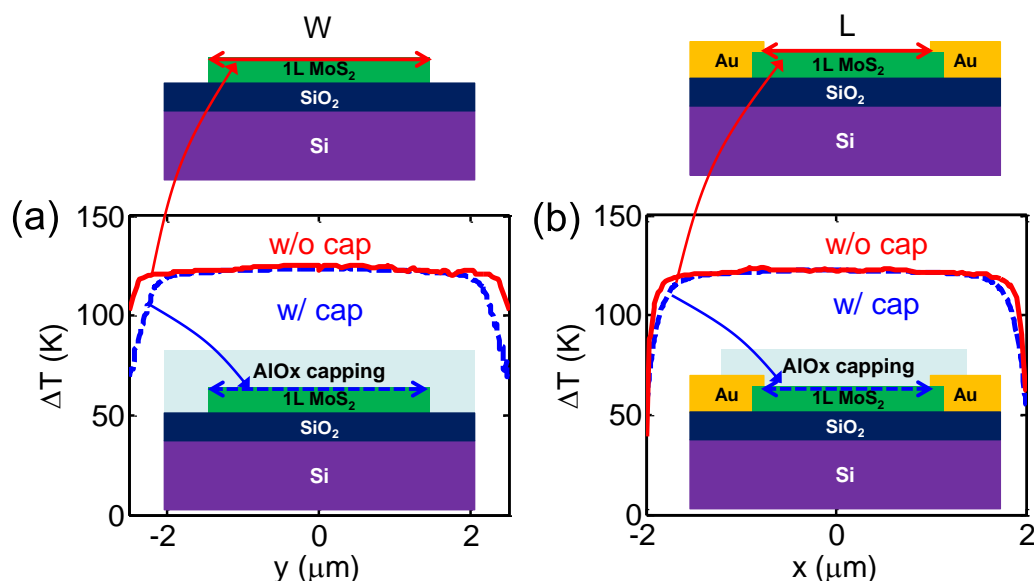 W
1L MoS₂
SiO₂
Si
L
Au
1L MoS₂
Au
SiO₂
Si
(a)
150
100
50
0
ΔT (K)
w/o cap
w/ cap
AlOx capping
1L MoS₂
SiO₂
Si
-2
0
2
y (μm)
(b)
150
100
50
0
ΔT (K)
w/o cap
w/ cap
AlOx capping
Au
1L MoS₂
Au
SiO₂
Si
-2
0
2
x (μm)